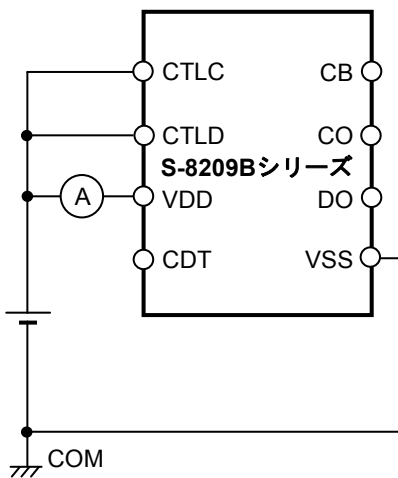 CTLC CB
CTLD CO
S-8209Bシリーズ
A VDD DO
CDT VSS
COM